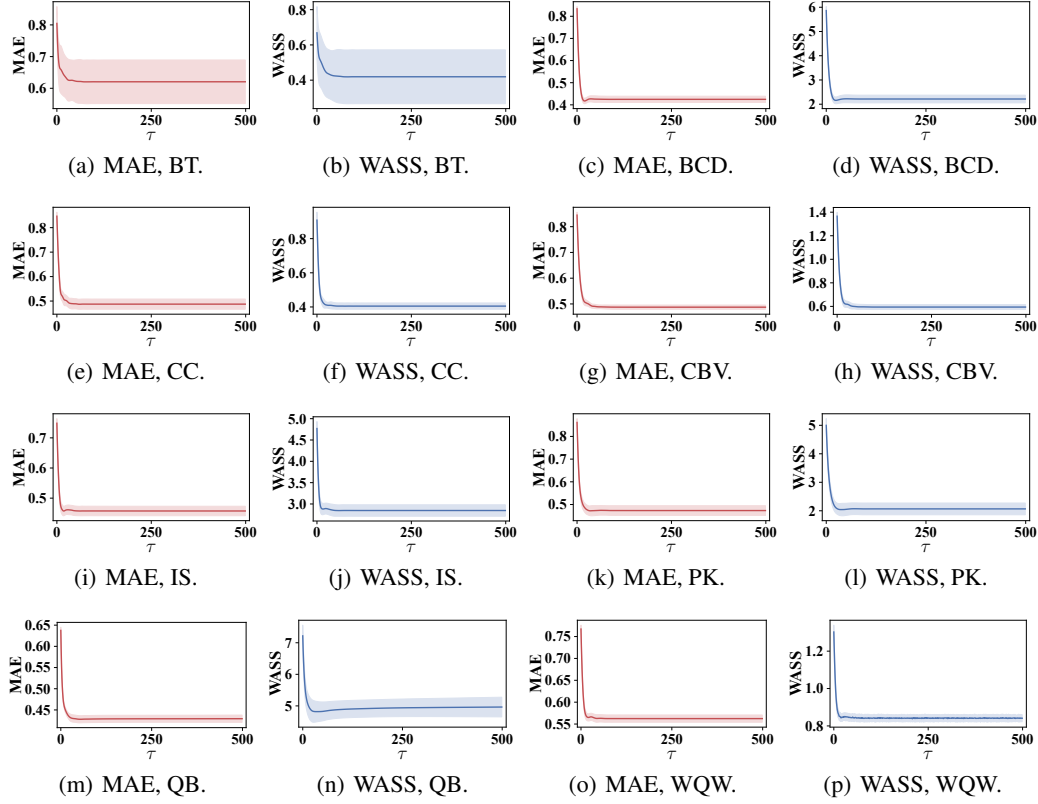 MAE
0.8
0.7
0.6
0
250
500
τ
(a) MAE, BT.
WASS
0.8
0.6
0.4
0
250
500
τ
(b) WASS, BT.
MAE
0.8
0.7
0.6
0.5
0.4
0
250
500
τ
(c) MAE, BCD.
WASS
6
5
4
3
2
0
250
500
τ
(d) WASS, BCD.
MAE
0.8
0.7
0.6
0.5
0
250
500
τ
(e) MAE, CC.
WASS
0.8
0.6
0.4
0
250
500
τ
(f) WASS, CC.
MAE
0.8
0.7
0.6
0.5
0
250
500
τ
(g) MAE, CBV.
WASS
1.4
1.2
1.0
0.8
0.6
0
250
500
τ
(h) WASS, CBV.
MAE
0.7
0.6
0.5
0
250
500
τ
(i) MAE, IS.
WASS
5.0
4.5
4.0
3.5
3.0
0
250
500
τ
(j) WASS, IS.
MAE
0.8
0.7
0.6
0.5
0
250
500
τ
(k) MAE, PK.
WASS
5
4
3
2
0
250
500
τ
(l) WASS, PK.
MAE
0.65
0.60
0.55
0.50
0.45
0
250
500
τ
(m) MAE, QB.
WASS
7
6
5
0
250
500
τ
(n) WASS, QB.
MAE
0.75
0.70
0.65
0.60
0.55
0
250
500
τ
(o) MAE, WQW.
WASS
1.2
1.0
0.8
0
250
500
τ
(p) WASS, WQW.